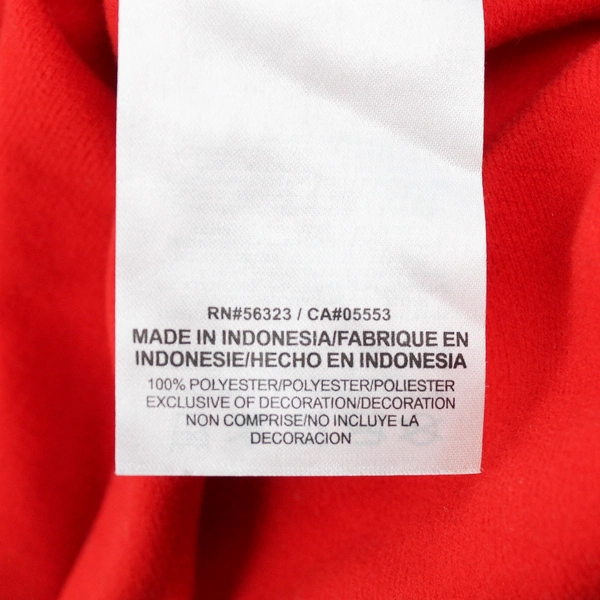 RN#56323 / CA#05553
MADE IN INDONESIA/FABRIQUE EN
INDONESIE/HECHO EN INDONESIA
100% POLYESTER/POLYESTER/POLIESTER
EXCLUSIVE OF DECORATION/DECORATION
NON COMPRISE/NO INCLUYE LA
DECORACION